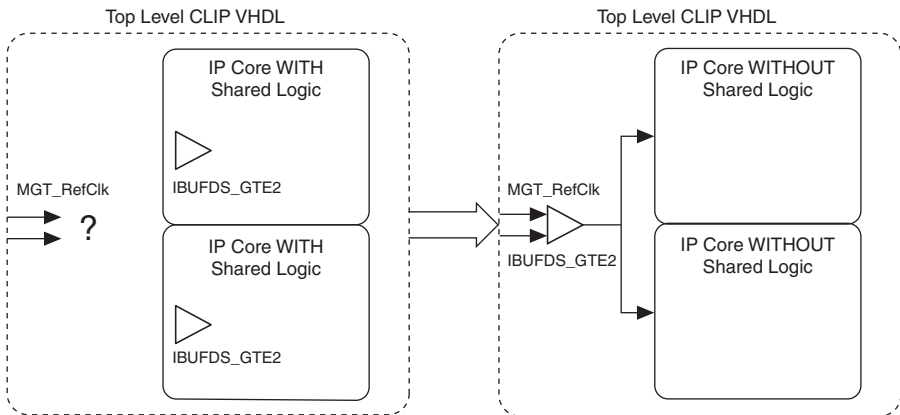 Top Level CLIP VHDL
IP Core WITH
Shared Logic
IBUFDS_GTE2
MGT_RefClk
?
IP Core WITH
Shared Logic
IBUFDS_GTE2
Top Level CLIP VHDL
IP Core WITHOUT
Shared Logic
MGT_RefClk
IBUFDS_GTE2
IP Core WITHOUT
Shared Logic